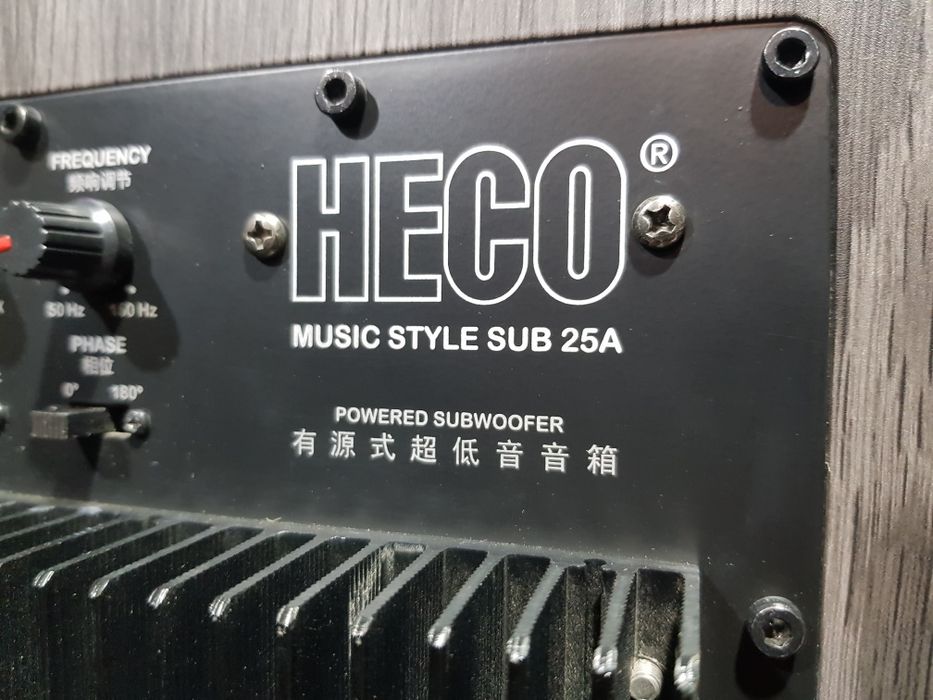 FREQUENCY
频响调节
50 Hz 150 Hz
PHASE
相位
0° 180°
HECO®
MUSIC STYLE SUB 25A
POWERED SUBWOOFER
有源式超低音音箱